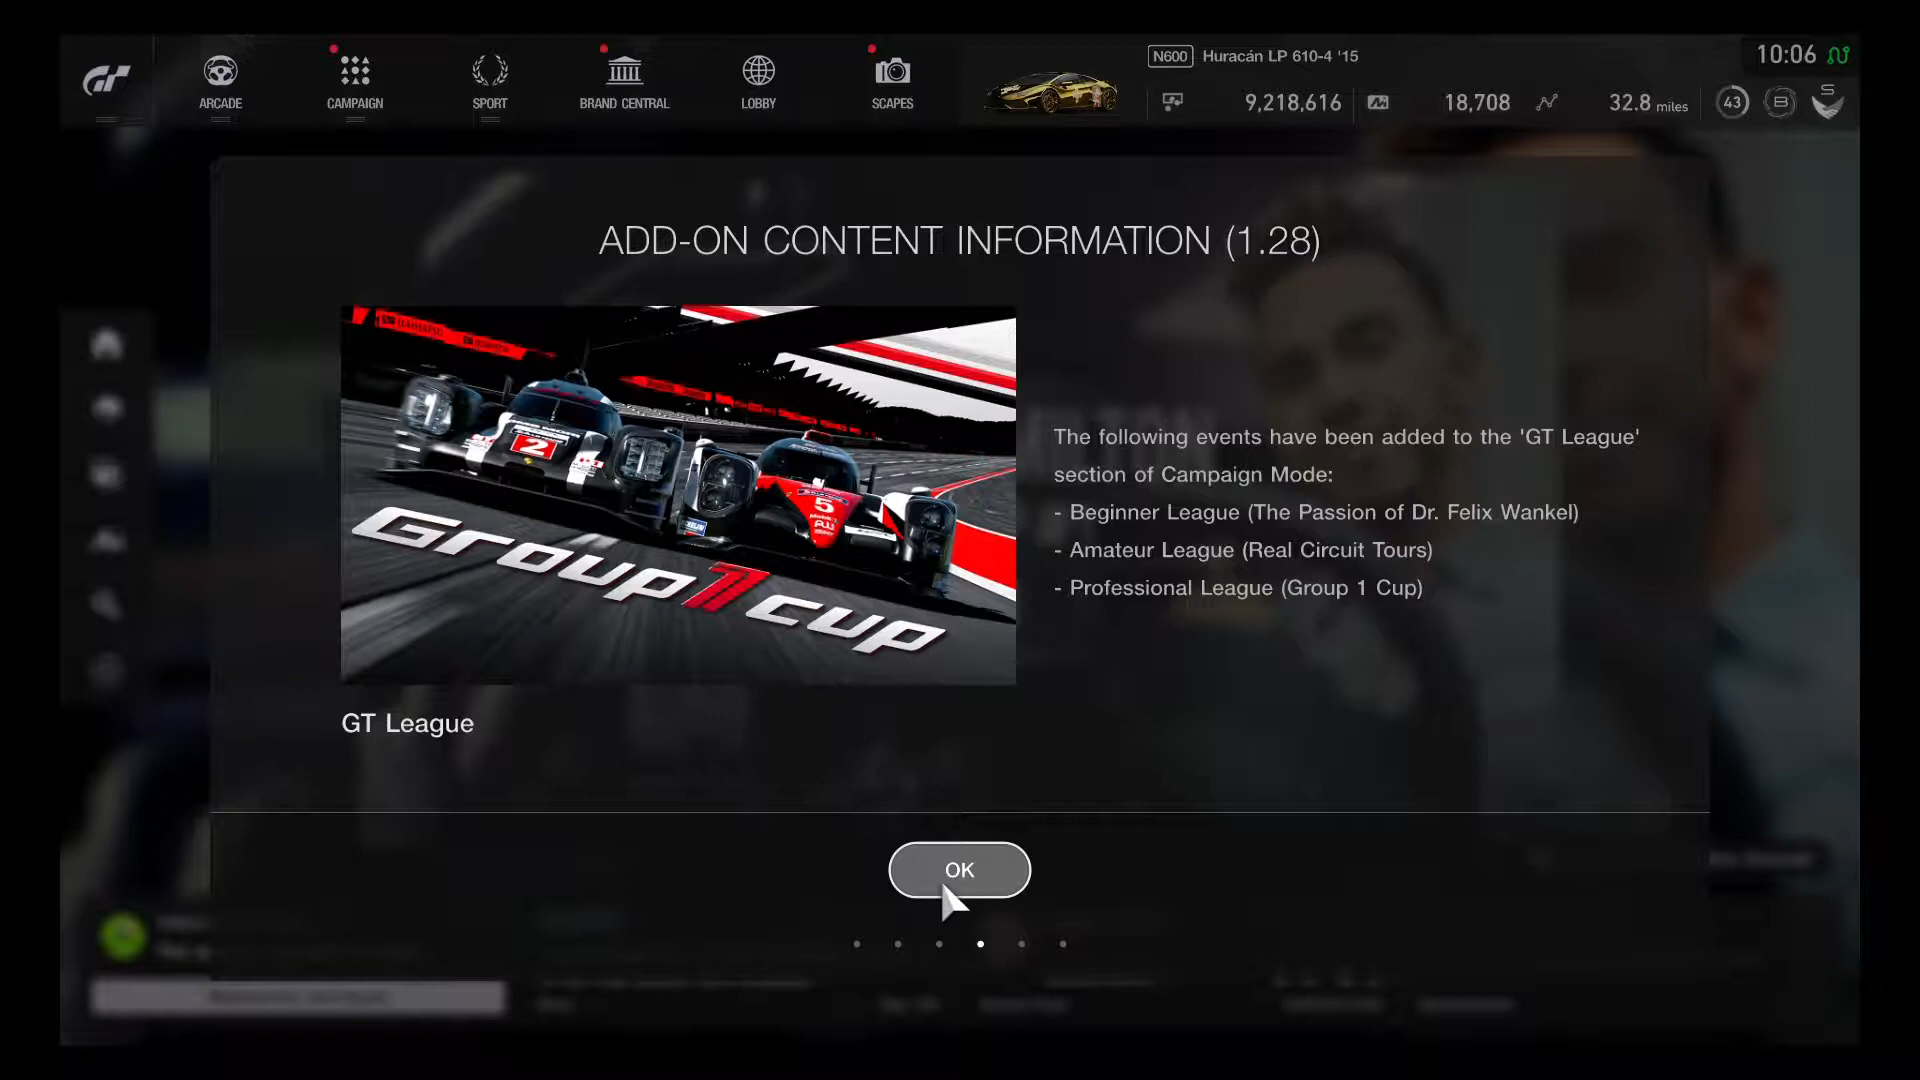 N600 Huracán LP 610-4 '15
10:06
ARCADE
CAMPAIGN
SPORT
BRAND CENTRAL
LOBBY
SCAPES
9,218,616
18,708
32.8 miles
43
B
S
ADD-ON CONTENT INFORMATION (1.28)
2
5
Group 1 cup
The following events have been added to the 'GT League'
section of Campaign Mode:
- Beginner League (The Passion of Dr. Felix Wankel)
- Amateur League (Real Circuit Tours)
- Professional League (Group 1 Cup)
GT League
OK